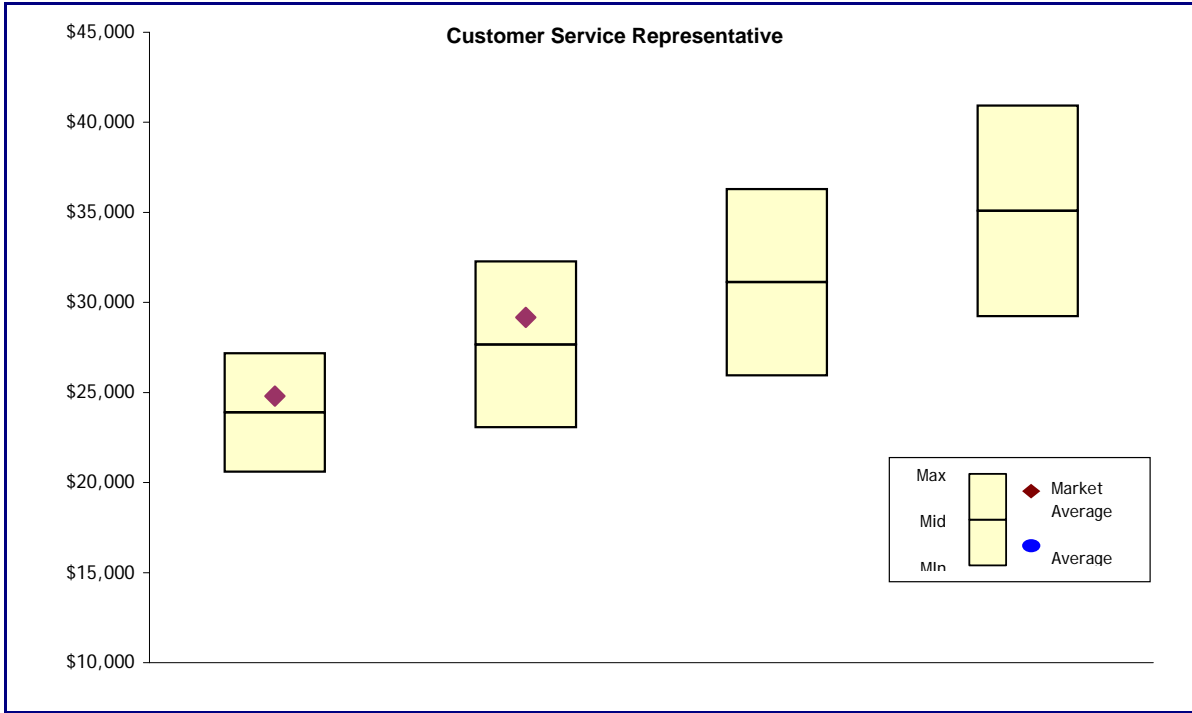 Customer Service Representative
$45,000
$40,000
$35,000
$30,000
$25,000
$20,000
$15,000
$10,000
Max
Mid
MIn
Market
Average
Average